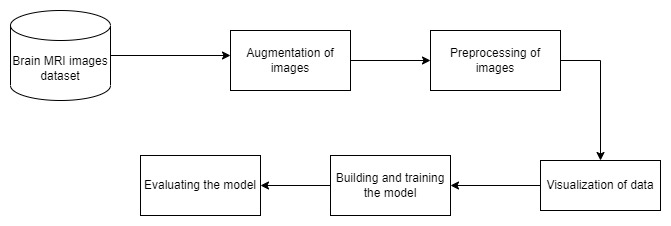 Brain MRI images
dataset
Augmentation of
images
Preprocessing of
images
Visualization of data
Building and training
the model
Evaluating the model